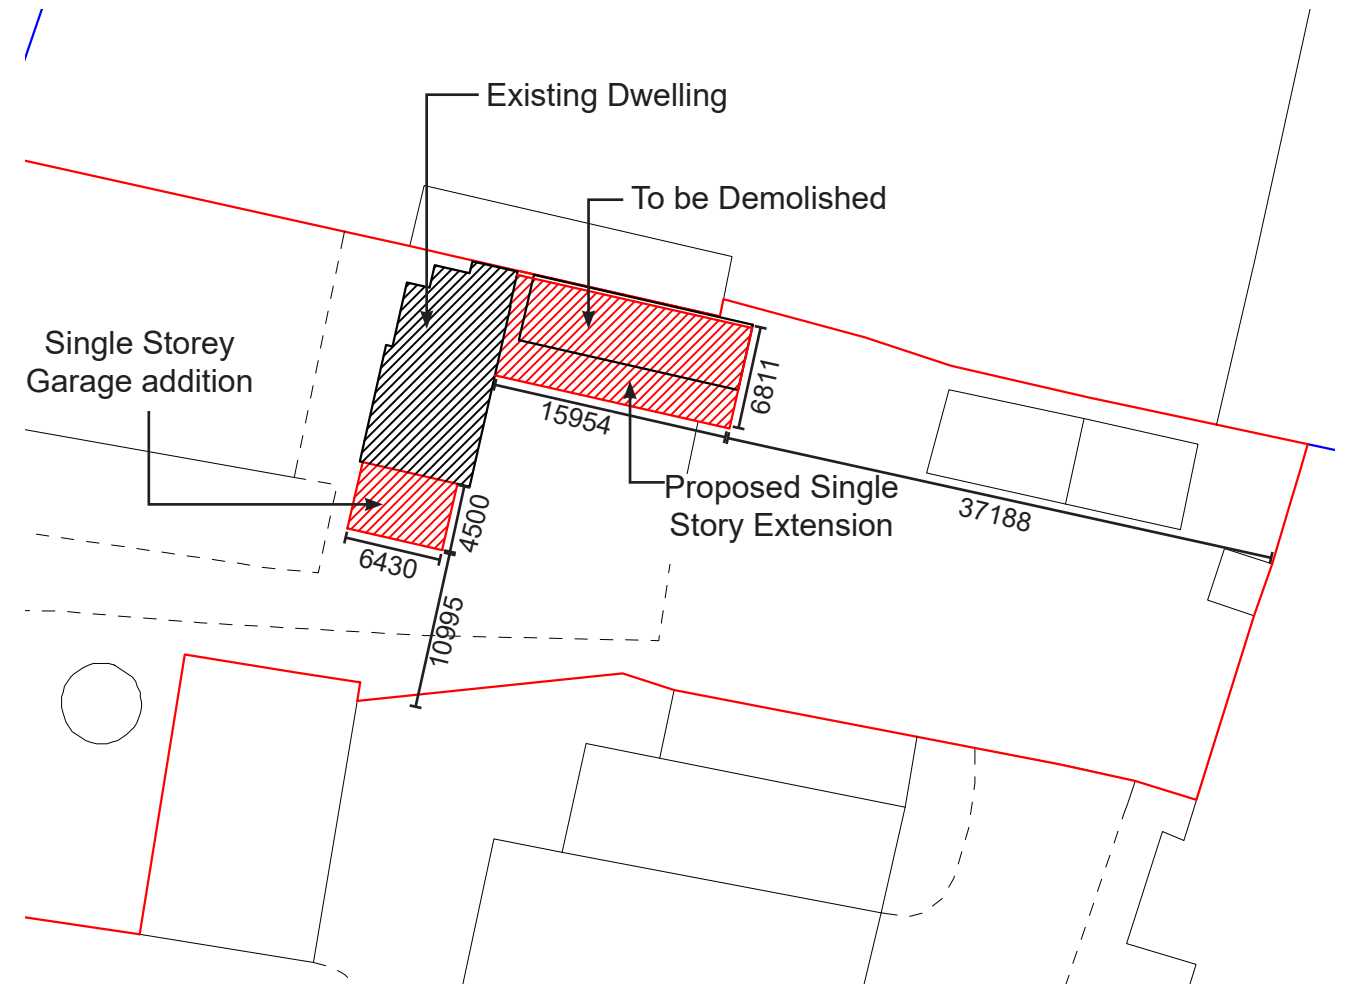 Existing Dwelling
To be Demolished
Single Storey
Garage addition
6811
15954
Proposed Single
Story Extension
37188
4500
6430
10995